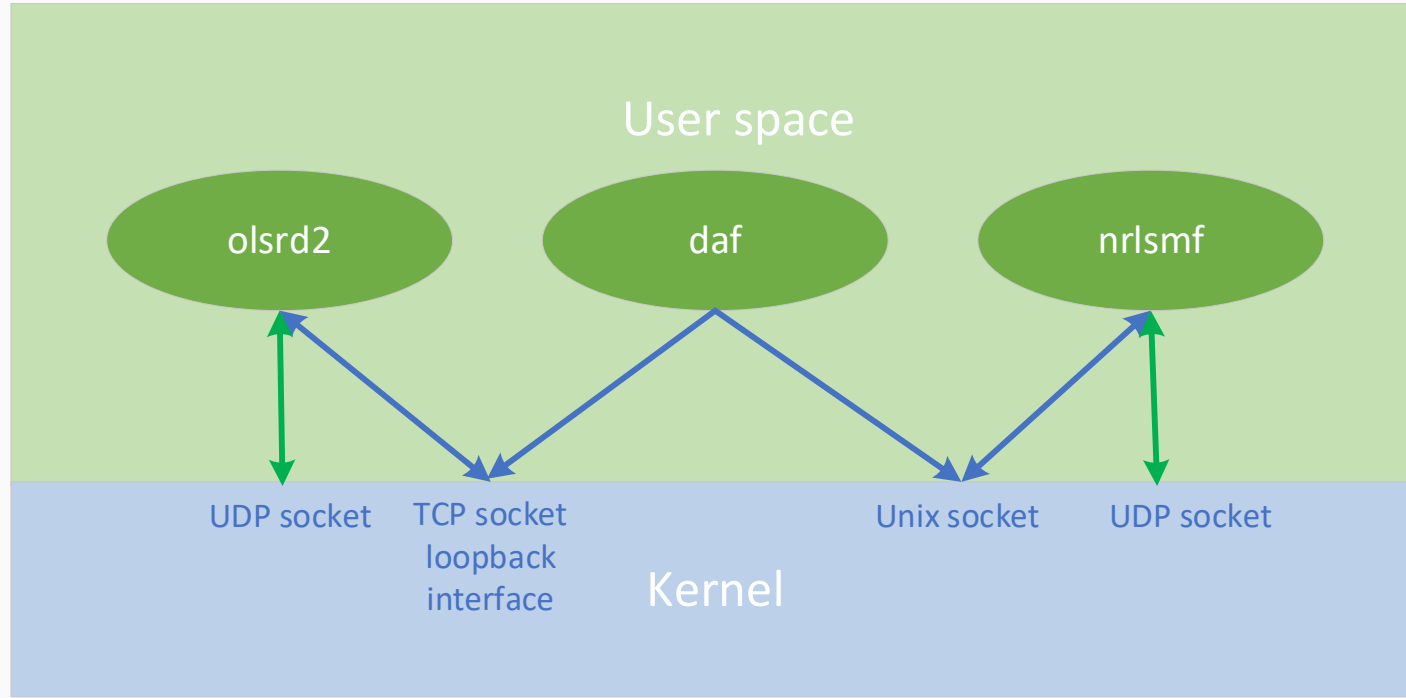 User space
olsrd2
daf
nrlsmf
UDP socket
TCP socket
loopback
interface
Unix socket
UDP socket
Kernel